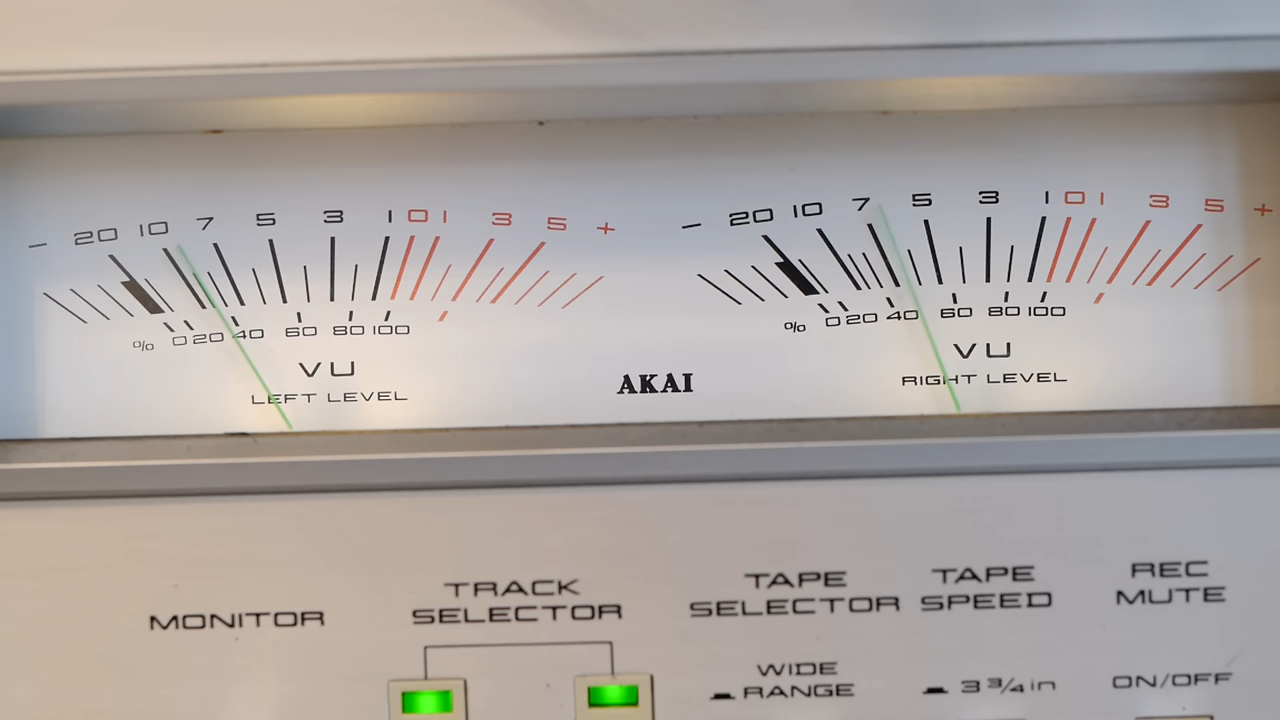 − 20 10 7 5 3 1 0 1 3 5 +
% 0 20 40 60 80 100
VU
LEFT LEVEL
AKAI
− 20 10 7 5 3 1 0 1 3 5 +
% 0 20 40 60 80 100
VU
RIGHT LEVEL
MONITOR
TRACK
SELECTOR
TAPE
SELECTOR
WIDE
RANGE
TAPE
SPEED
3 3/4 in
REC
MUTE
ON/OFF